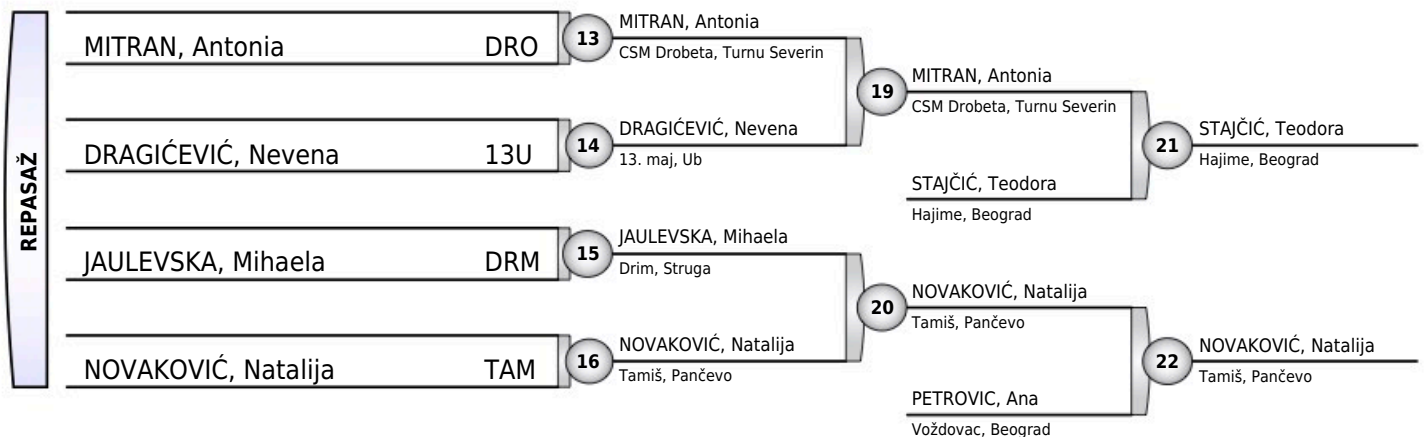 REPASAŽ
MITRAN, Antonia DRO
13
MITRAN, Antonia
CSM Drobeta, Turnu Severin
DRAGIĆEVIĆ, Nevena 13U
14
DRAGIĆEVIĆ, Nevena
13. maj, Ub
19
MITRAN, Antonia
CSM Drobeta, Turnu Severin
STAJČIĆ, Teodora
Hajime, Beograd
21
STAJČIĆ, Teodora
Hajime, Beograd
JAULEVSKA, Mihaela DRM
15
JAULEVSKA, Mihaela
Drim, Struga
NOVAKOVIĆ, Natalija TAM
16
NOVAKOVIĆ, Natalija
Tamiš, Pančevo
20
NOVAKOVIĆ, Natalija
Tamiš, Pančevo
PETROVIC, Ana
Voždovac, Beograd
22
NOVAKOVIĆ, Natalija
Tamiš, Pančevo